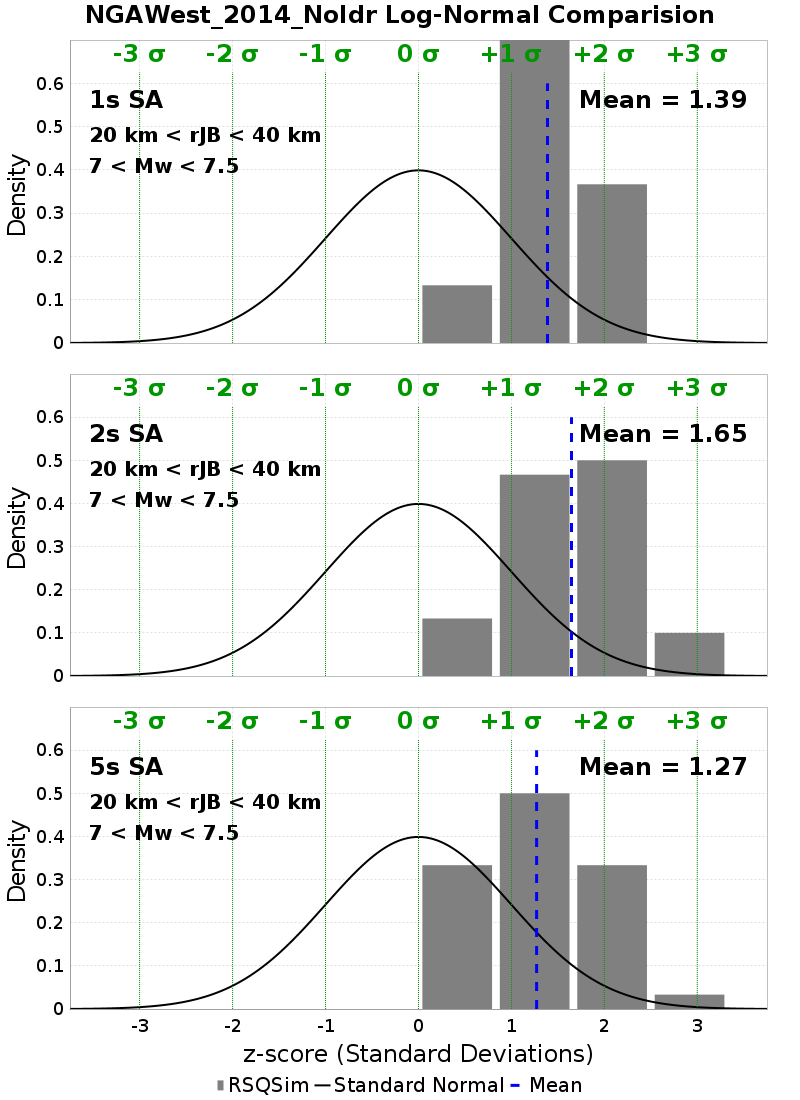 NGAWest_2014_NoIdr Log-Normal Comparision
-3 σ -2 σ -1 σ 0 σ +1 σ +2 σ +3 σ
1s SA
Mean = 1.39
20 km < rJB < 40 km
7 < Mw < 7.5
0.6
0.5
0.4
0.3
0.2
0.1
0
Density
-3 σ -2 σ -1 σ 0 σ +1 σ +2 σ +3 σ
2s SA
Mean = 1.65
20 km < rJB < 40 km
7 < Mw < 7.5
0.6
0.5
0.4
0.3
0.2
0.1
0
Density
-3 σ -2 σ -1 σ 0 σ +1 σ +2 σ +3 σ
5s SA
Mean = 1.27
20 km < rJB < 40 km
7 < Mw < 7.5
0.6
0.5
0.4
0.3
0.2
0.1
0
Density
-3 -2 -1 0 1 2 3
z-score (Standard Deviations)
RSQSim Standard Normal Mean